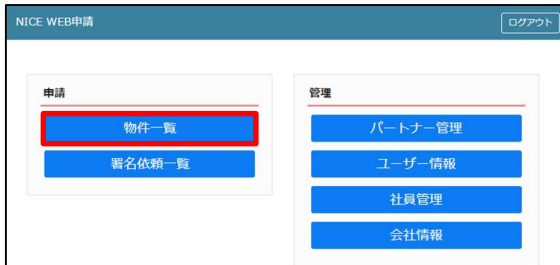 NICE WEB申請
ログアウト
申請
物件一覧
署名依頼一覧
管理
パートナー管理
ユーザー情報
社員管理
会社情報